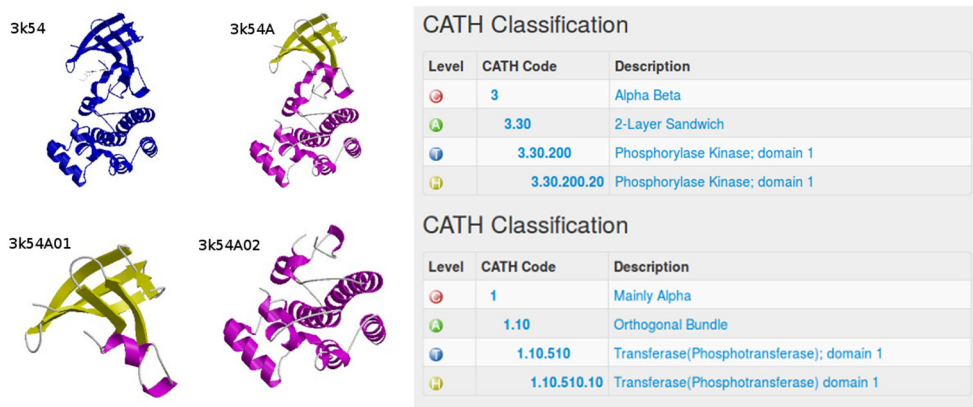 3k54
3k54A
3k54A01
3k54A02
CATH Classification
Level CATH Code Description
C 3 Alpha Beta
A 3.30 2-Layer Sandwich
T 3.30.200 Phosphorylase Kinase; domain 1
H 3.30.200.20 Phosphorylase Kinase; domain 1
CATH Classification
Level CATH Code Description
C 1 Mainly Alpha
A 1.10 Orthogonal Bundle
T 1.10.510 Transferase(Phosphotransferase); domain 1
H 1.10.510.10 Transferase(Phosphotransferase) domain 1